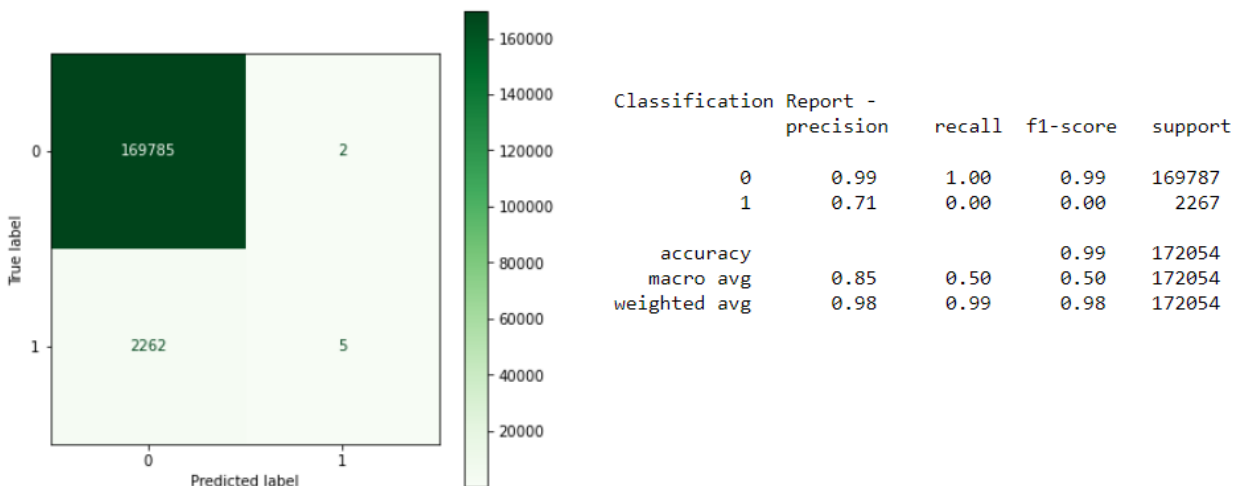 160000
140000
120000
100000
80000
60000
40000
20000
True label
0
1
169785 2
2262 5
0 1
Predicted label
Classification Report -
precision recall f1-score support
0 0.99 1.00 0.99 169787
1 0.71 0.00 0.00 2267
accuracy 0.99 172054
macro avg 0.85 0.50 0.50 172054
weighted avg 0.98 0.99 0.98 172054